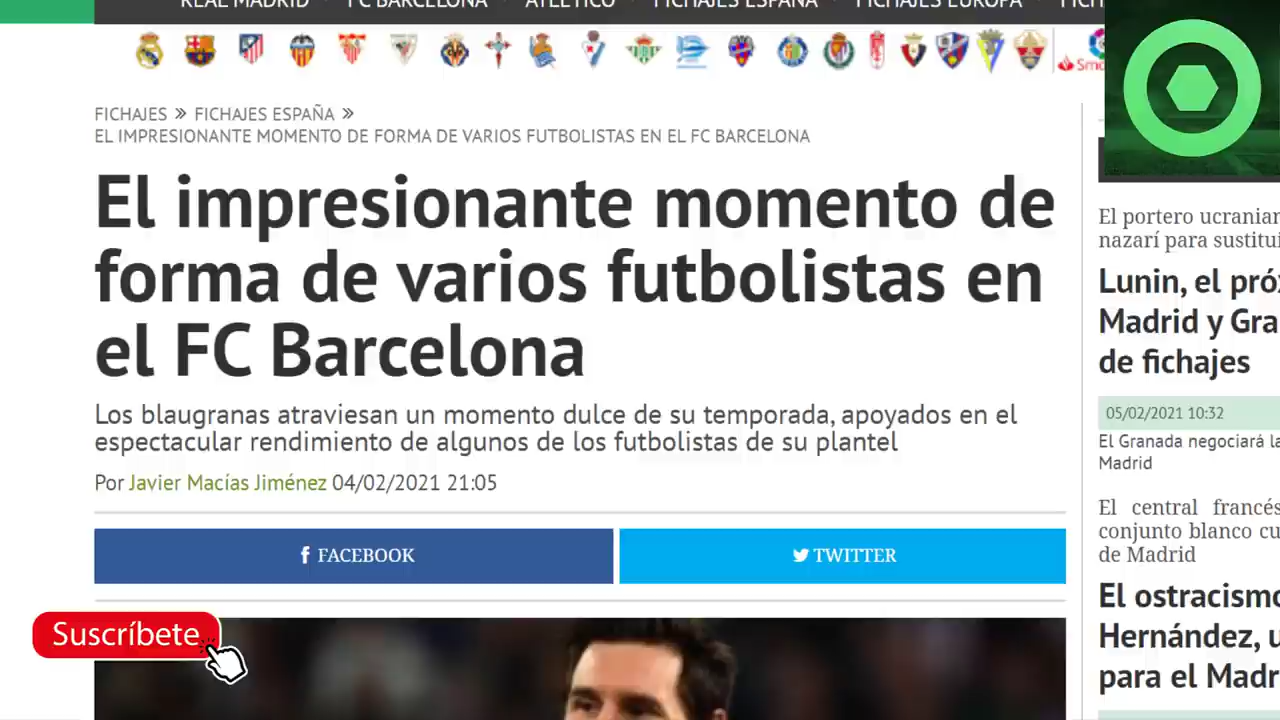 REAL MADRID FC BARCELONA ATLÉTICO FICHAJES ESPAÑA FICHAJES EUROPA FICH
FICHAJES » FICHAJES ESPAÑA »
EL IMPRESIONANTE MOMENTO DE FORMA DE VARIOS FUTBOLISTAS EN EL FC BARCELONA
El impresionante momento de
forma de varios futbolistas en
el FC Barcelona
Los blaugranas atraviesan un momento dulce de su temporada, apoyados en el
espectacular rendimiento de algunos de los futbolistas de su plantel
Por Javier Macías Jiménez 04/02/2021 21:05
FACEBOOK
TWITTER
Suscríbete
El portero ucranian
nazarí para sustitui
Lunin, el pró
Madrid y Gra
de fichajes
05/02/2021 10:32
El Granada negociará la
Madrid
El central francés
conjunto blanco cu
de Madrid
El ostracismo
Hernández, u
para el Madr